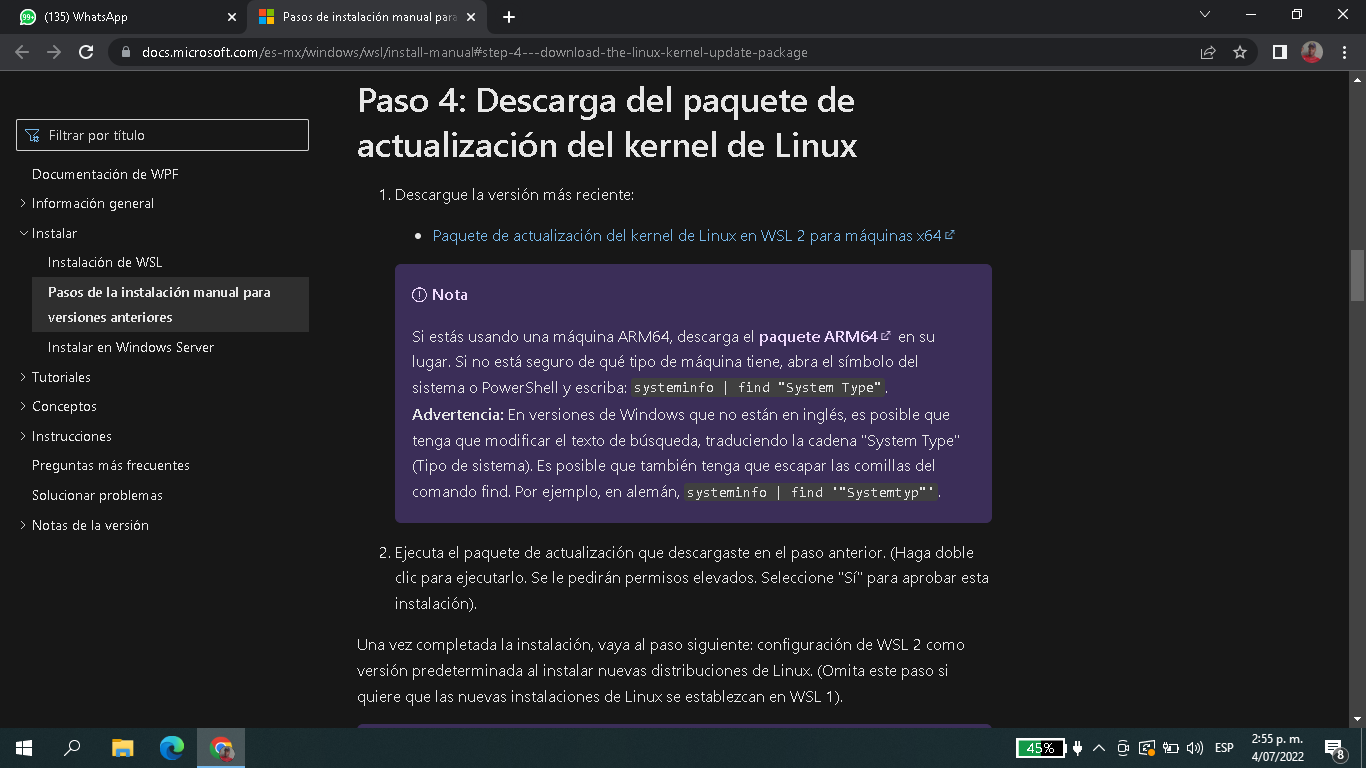 99+
(135) WhatsApp
Pasos de instalación manual para
docs.microsoft.com/es-mx/windows/wsl/install-manual#step-4---download-the-linux-kernel-update-package
Filtrar por título
Documentación de WPF
Información general
Instalar
Instalación de WSL
Pasos de la instalación manual para
versiones anteriores
Instalar en Windows Server
Tutoriales
Conceptos
Instrucciones
Preguntas más frecuentes
Solucionar problemas
Notas de la versión
Paso 4: Descarga del paquete de
actualización del kernel de Linux
1. Descargue la versión más reciente:
Paquete de actualización del kernel de Linux en WSL 2 para máquinas x64
Nota
Si estás usando una máquina ARM64, descarga el paquete ARM64 en su
lugar. Si no está seguro de qué tipo de máquina tiene, abra el símbolo del
sistema o PowerShell y escriba: systeminfo | find "System Type".
Advertencia: En versiones de Windows que no están en inglés, es posible que
tenga que modificar el texto de búsqueda, traduciendo la cadena "System Type"
(Tipo de sistema). Es posible que también tenga que escapar las comillas del
comando find. Por ejemplo, en alemán, systeminfo | find '"Systemtyp"'.
2. Ejecuta el paquete de actualización que descargaste en el paso anterior. (Haga doble
clic para ejecutarlo. Se le pedirán permisos elevados. Seleccione "Sí" para aprobar esta
instalación).
Una vez completada la instalación, vaya al paso siguiente: configuración de WSL 2 como
versión predeterminada al instalar nuevas distribuciones de Linux. (Omita este paso si
quiere que las nuevas instalaciones de Linux se establezcan en WSL 1).
45%
ESP
2:55 p. m.
4/07/2022
8